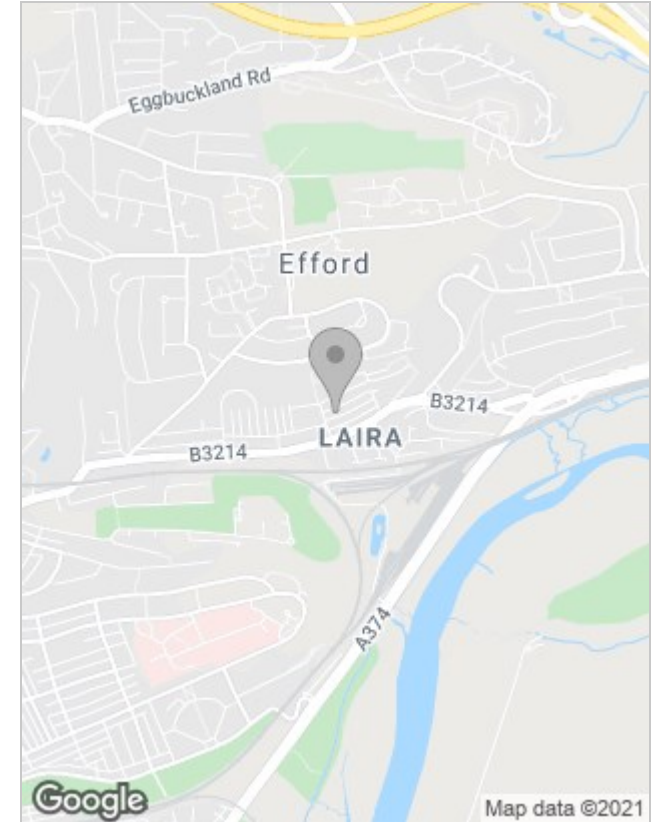 Eggbuckland Rd
Efford
B3214
LAIRA
B3214
A374
Google
Map data ©2021